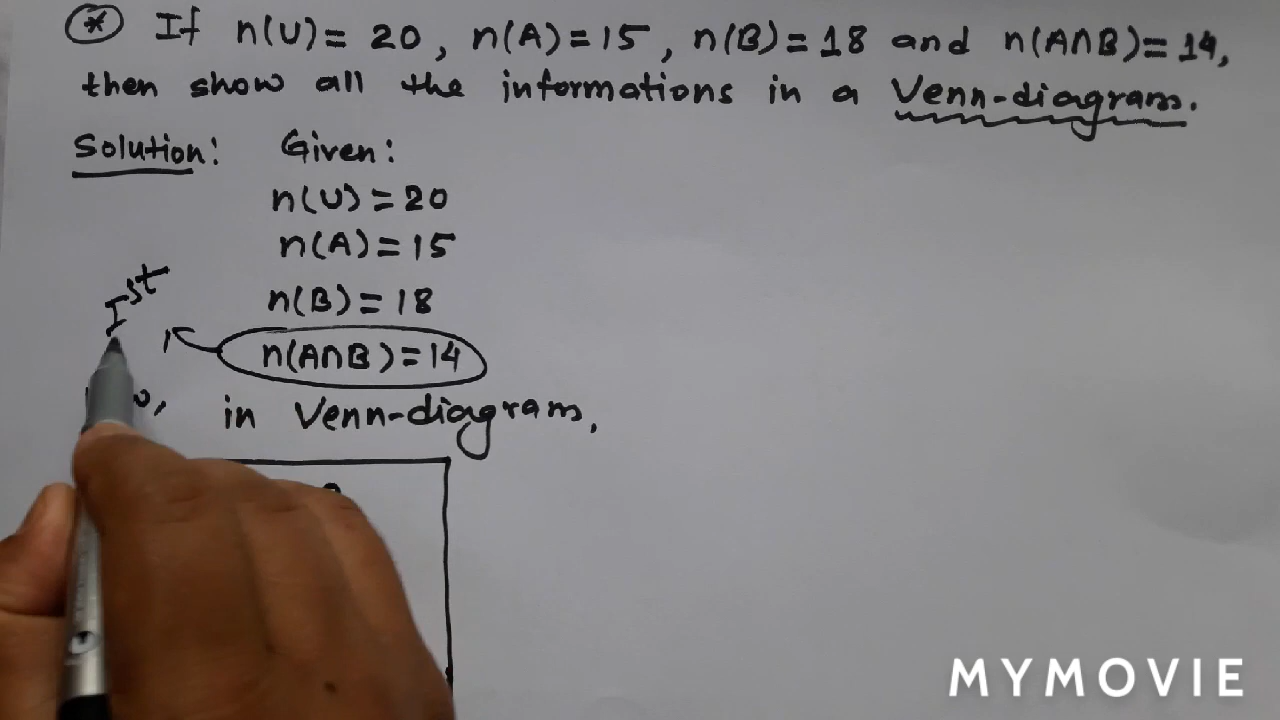 * If n(U) = 20, n(A) = 15, n(B) = 18 and n(A∩B) = 14,
then show all the informations in a Venn-diagram.
Solution: Given:
n(U) = 20
n(A) = 15
Ist
n(B) = 18
n(A∩B) = 14
in Venn-diagram,
MYMOVIE